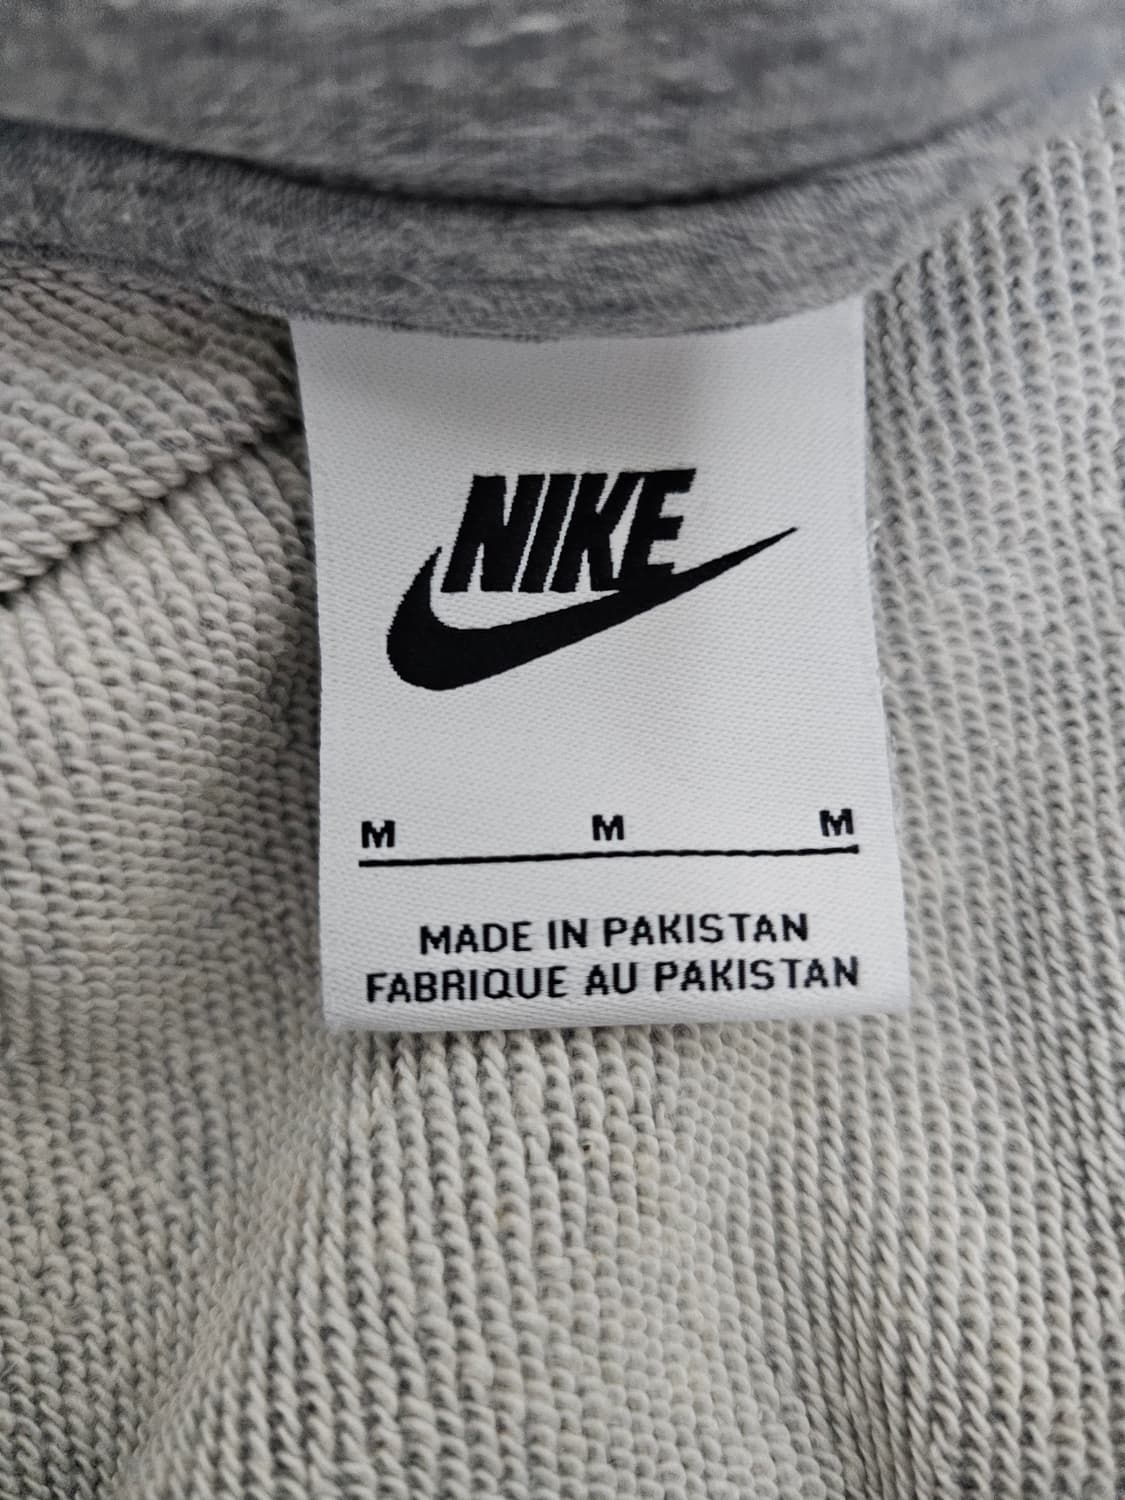 NIKE
M M M
MADE IN PAKISTAN
FABRIQUE AU PAKISTAN